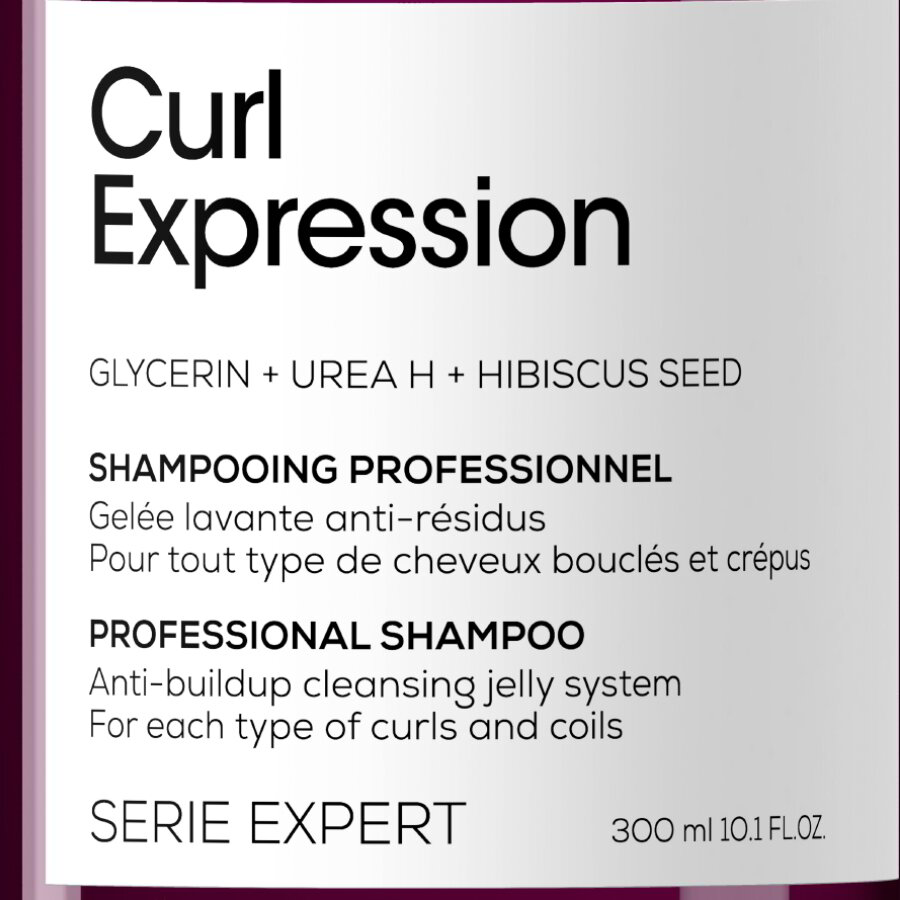 Curl
Expression
GLYCERIN + UREA H + HIBISCUS SEED
SHAMPOOING PROFESSIONNEL
Gelée lavante anti-résidus
Pour tout type de cheveux bouclés et crépus
PROFESSIONAL SHAMPOO
Anti-buildup cleansing jelly system
For each type of curls and coils
SERIE EXPERT
300 ml 10.1 FL.OZ.